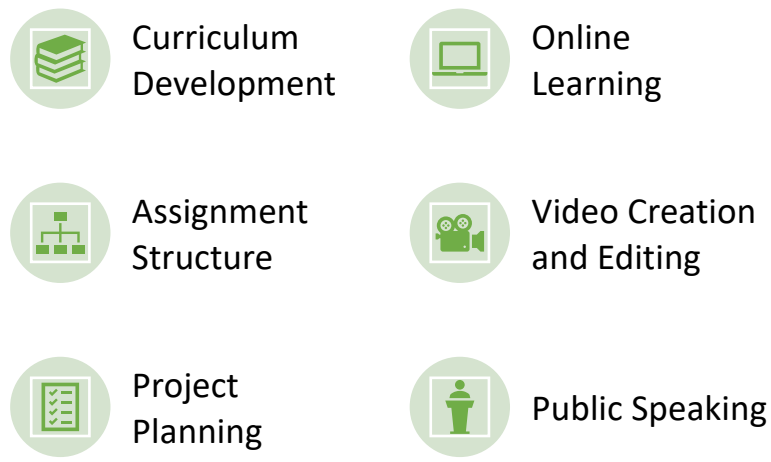 Curriculum
Development
Online
Learning
Assignment
Structure
Video Creation
and Editing
Project
Planning
Public Speaking